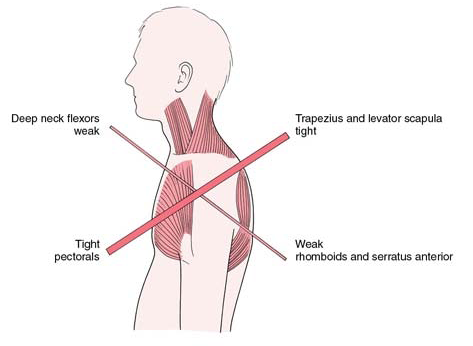 Deep neck flexors
weak
Trapezius and levator scapula
tight
Tight
pectorals
Weak
rhomboids and serratus anterior